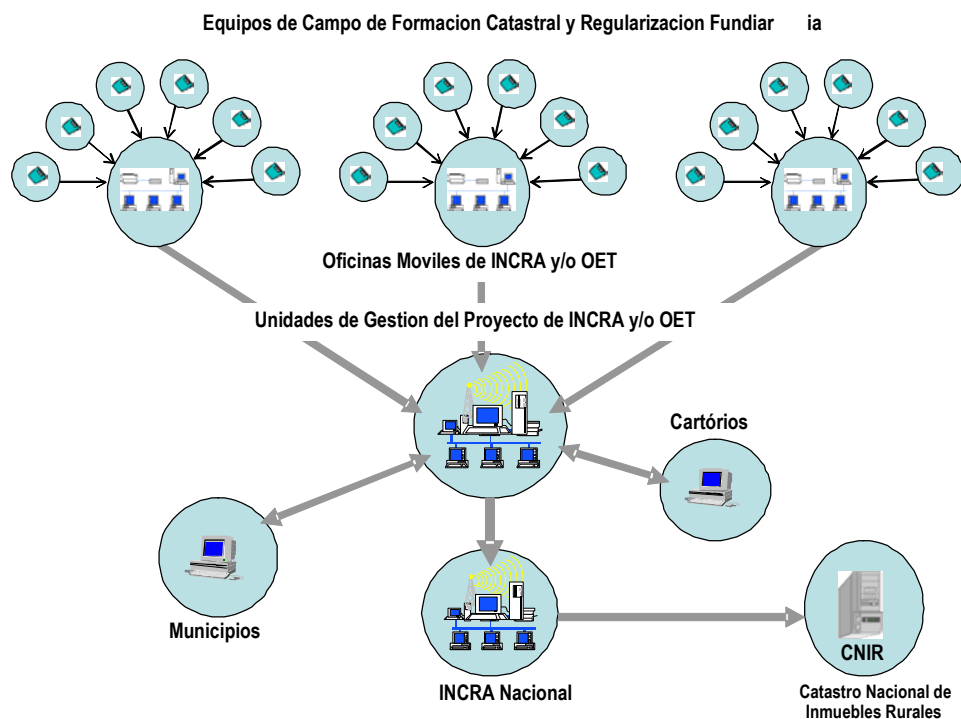 Equipos de Campo de Formacion Catastral y Regularizacion Fundiar ia
Oficinas Moviles de INCRA y/o OET
Unidades de Gestion del Proyecto de INCRA y/o OET
Cartórios
Municipios
INCRA Nacional
CNIR
Catastro Nacional de
Inmuebles Rurales